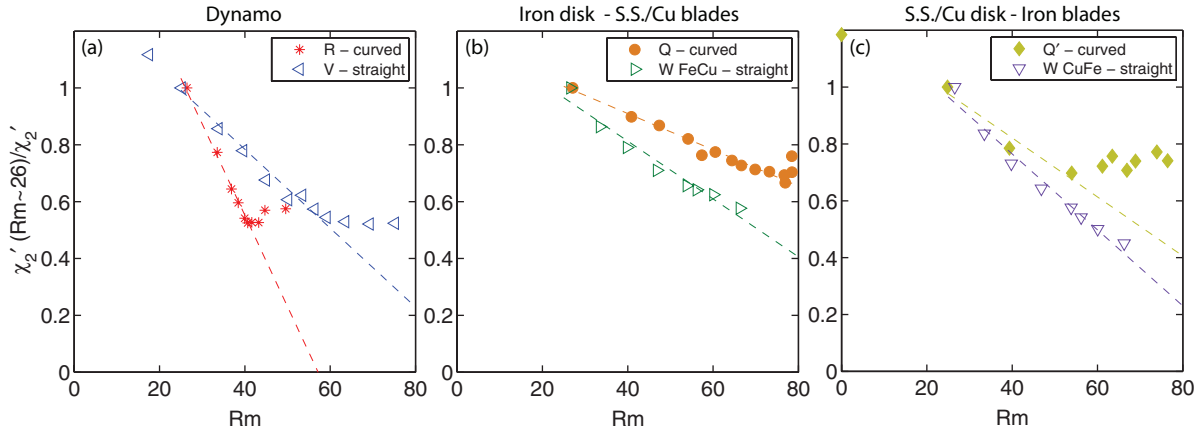 Dynamo
Iron disk - S.S./Cu blades
S.S./Cu disk - Iron blades
(a)
R − curved
V − straight
(b)
Q − curved
W FeCu − straight
(c)
Q′ − curved
W CuFe − straight
χ₂′ (Rm~26)/χ₂′
1
0.8
0.6
0.4
0.2
0
0 20 40 60 80
Rm
1
0.8
0.6
0.4
0.2
0
0 20 40 60 80
Rm
1
0.8
0.6
0.4
0.2
0
0 20 40 60 80
Rm